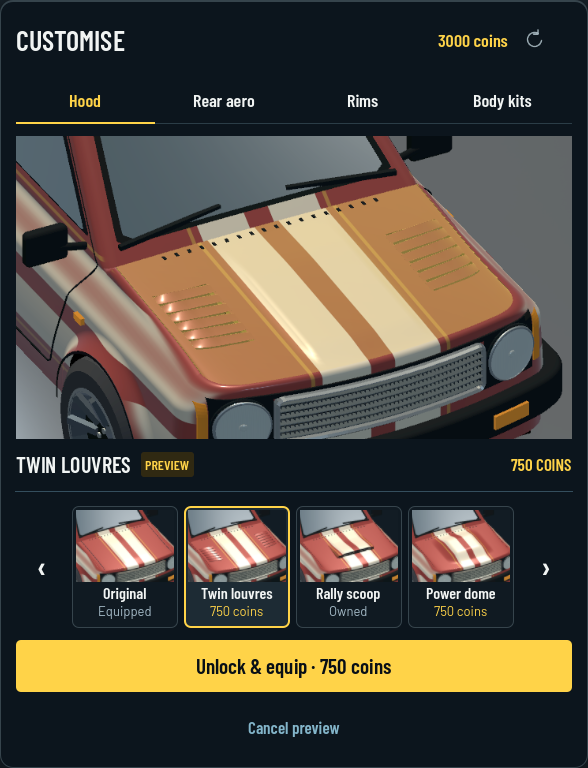 CUSTOMISE
3000 coins
Hood Rear aero Rims Body kits
TWIN LOUVRES PREVIEW 750 COINS
Original
Equipped
Twin louvres
750 coins
Rally scoop
Owned
Power dome
750 coins
Unlock & equip · 750 coins
Cancel preview